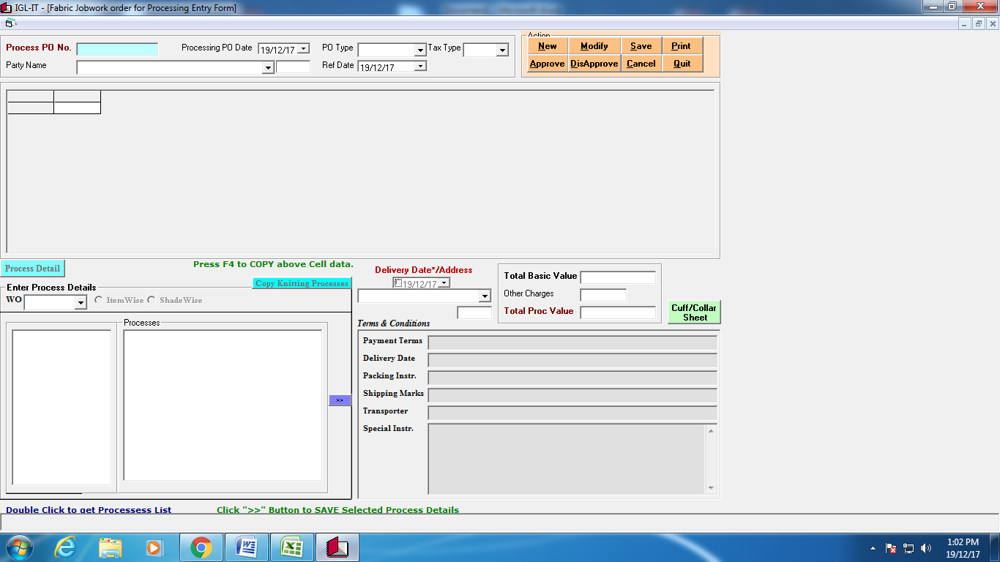 IGL-IT - [Fabric Jobwork order for Processing Entry Form]
Process PO No. Processing PO Date 19/12/17 PO Type Tax Type
Party Name Ref Date 19/12/17
Action
New Modify Save Print
Approve DisApprove Cancel Quit
Process Detail
Press F4 to COPY above Cell data.
Copy Knitting Processes
Enter Process Details
WO ItemWise ShadeWise
Processes
>>
Double Click to get Processess List
Click ">>" Button to SAVE Selected Process Details
Delivery Date*/Address
19/12/17
Total Basic Value
Other Charges
Total Proc Value
Cuff/Collar
Sheet
Terms & Conditions
Payment Terms
Delivery Date
Packing Instr.
Shipping Marks
Transporter
Special Instr.
1:02 PM
19/12/17